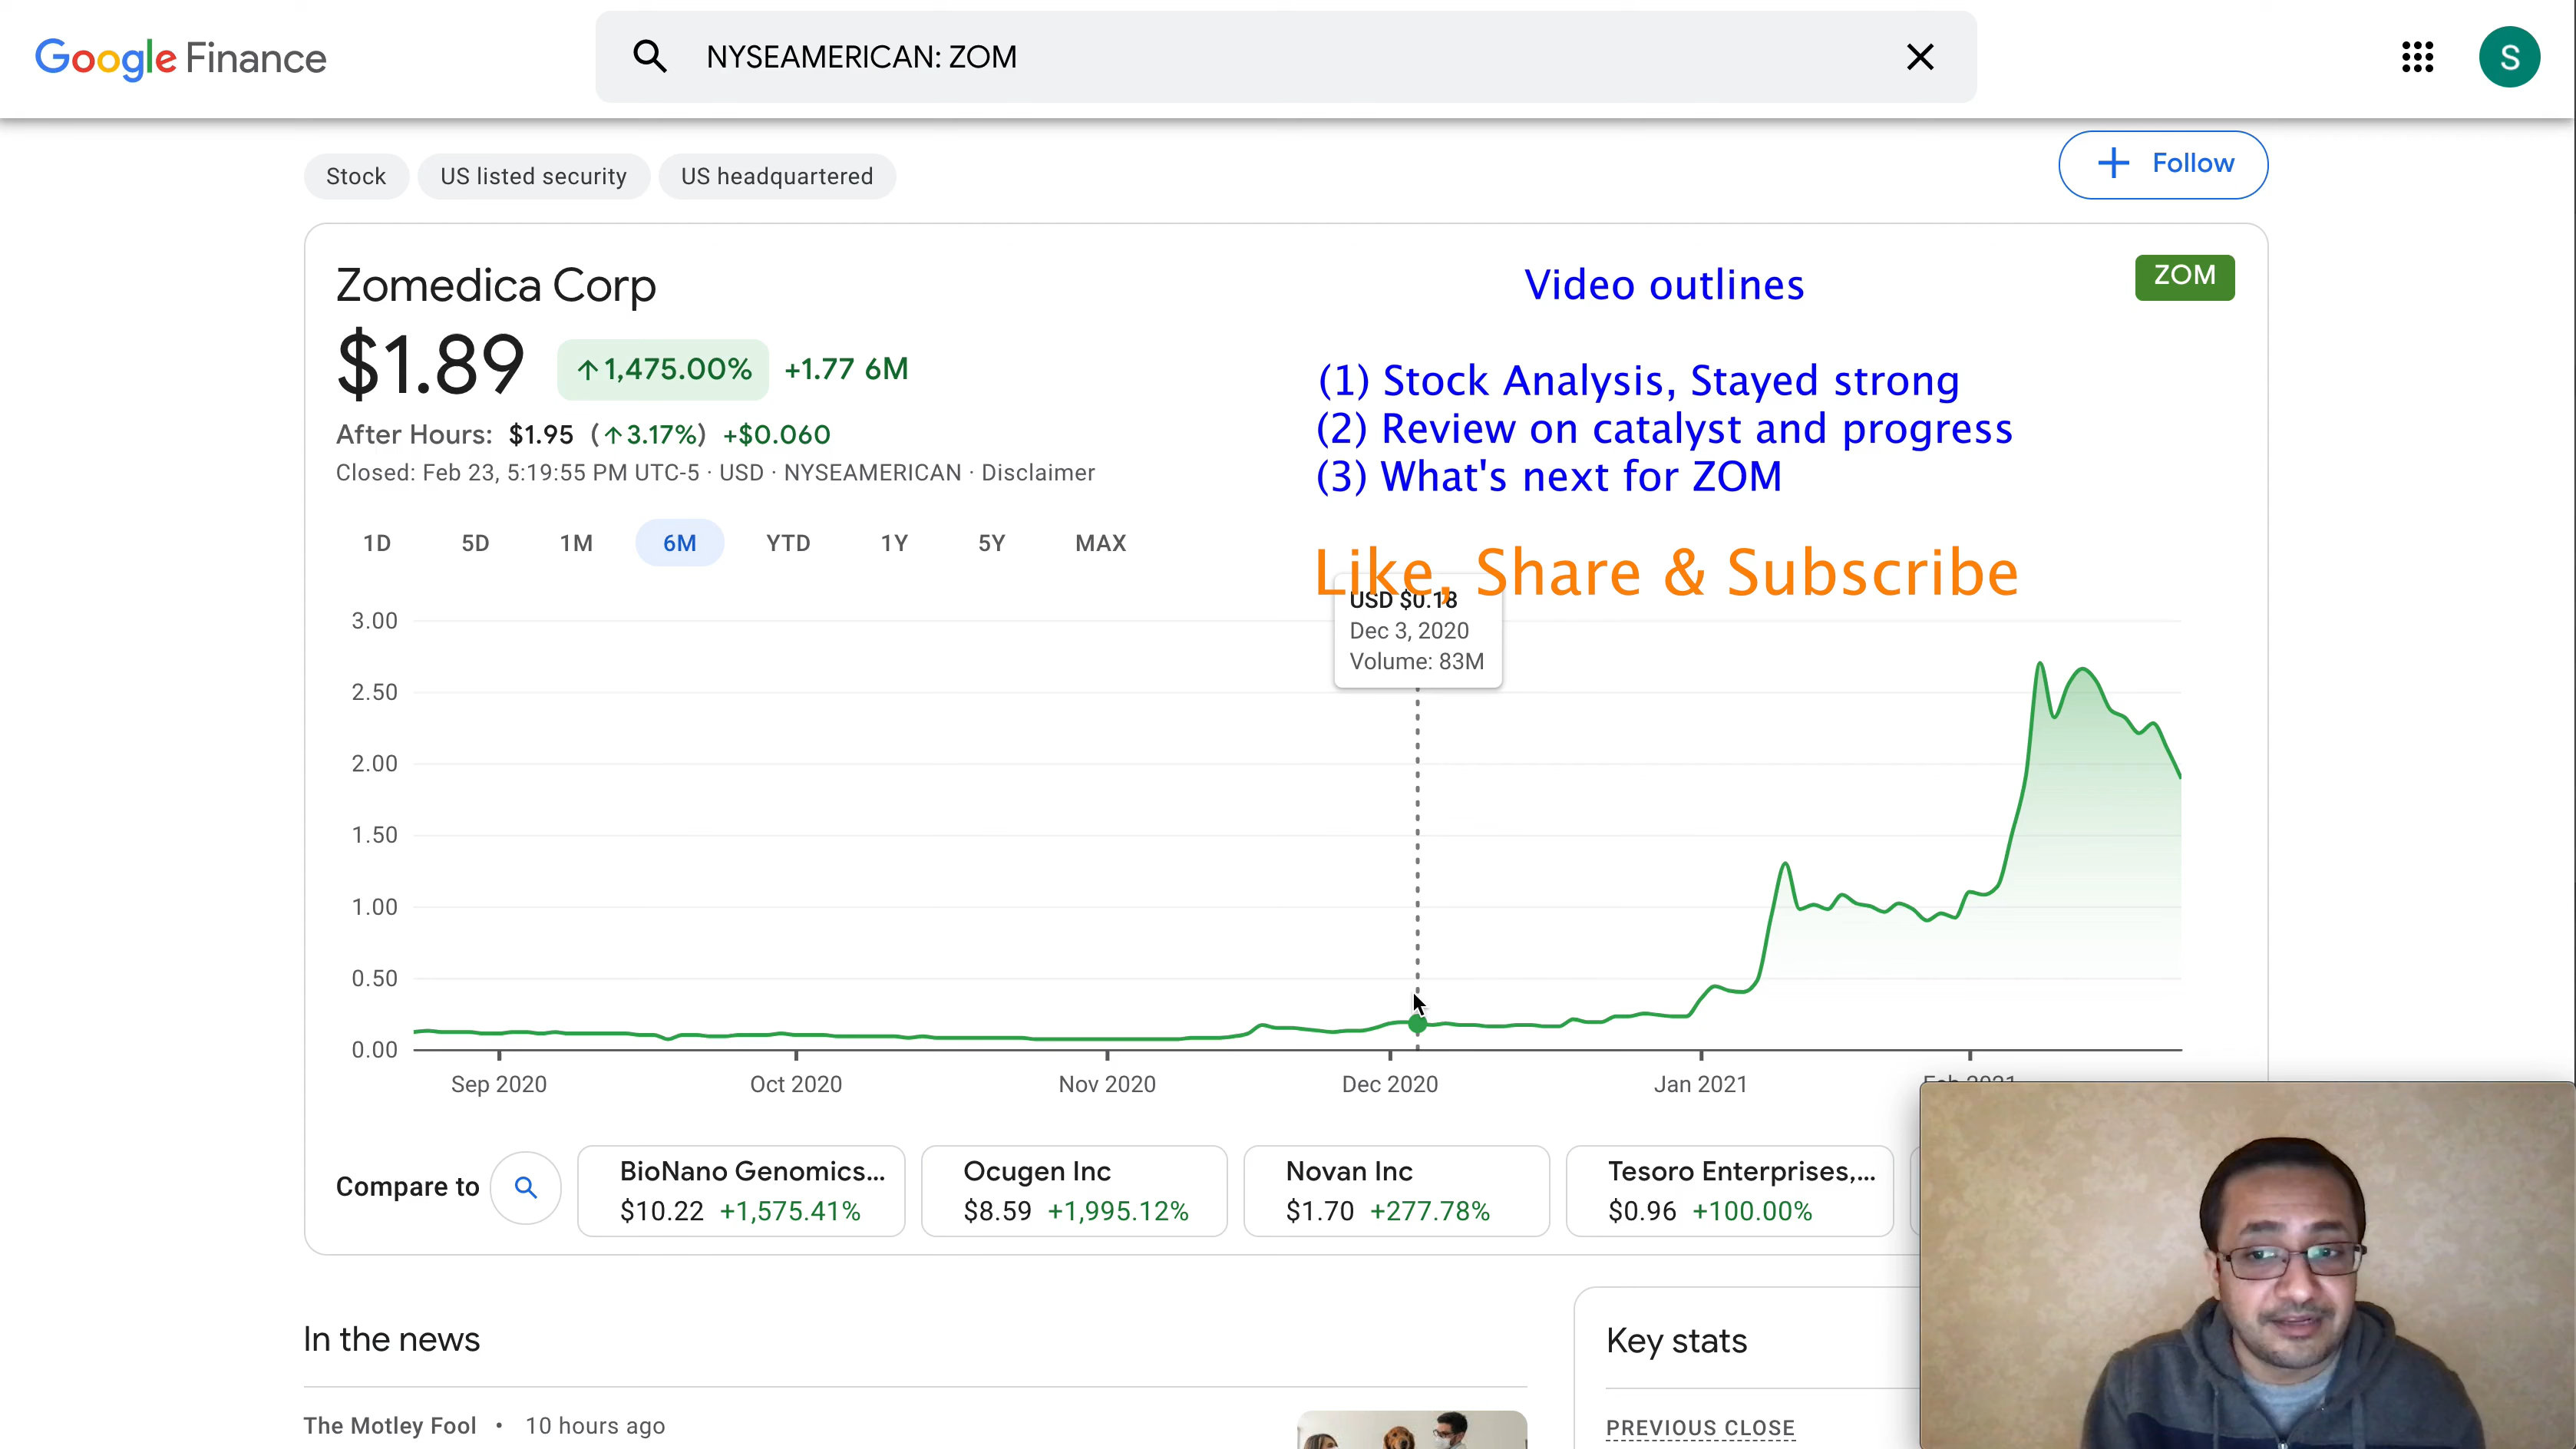 Google Finance
NYSEAMERICAN: ZOM
S
Stock
US listed security
US headquartered
+ Follow
Zomedica Corp
Video outlines
ZOM
$1.89
↑1,475.00%
+1.77 6M
(1) Stock Analysis, Stayed strong
(2) Review on catalyst and progress
(3) What's next for ZOM
After Hours: $1.95 (↑3.17%) +$0.060
Closed: Feb 23, 5:19:55 PM UTC-5 · USD · NYSEAMERICAN · Disclaimer
1D 5D 1M 6M YTD 1Y 5Y MAX
Like, Share & Subscribe
USD $0.18
Dec 3, 2020
Volume: 83M
3.00
2.50
2.00
1.50
1.00
0.50
0.00
Sep 2020 Oct 2020 Nov 2020 Dec 2020 Jan 2021 Feb 2021
Compare to
BioNano Genomics...
$10.22 +1,575.41%
Ocugen Inc
$8.59 +1,995.12%
Novan Inc
$1.70 +277.78%
Tesoro Enterprises,...
$0.96 +100.00%
In the news
The Motley Fool • 10 hours ago
Key stats
PREVIOUS CLOSE